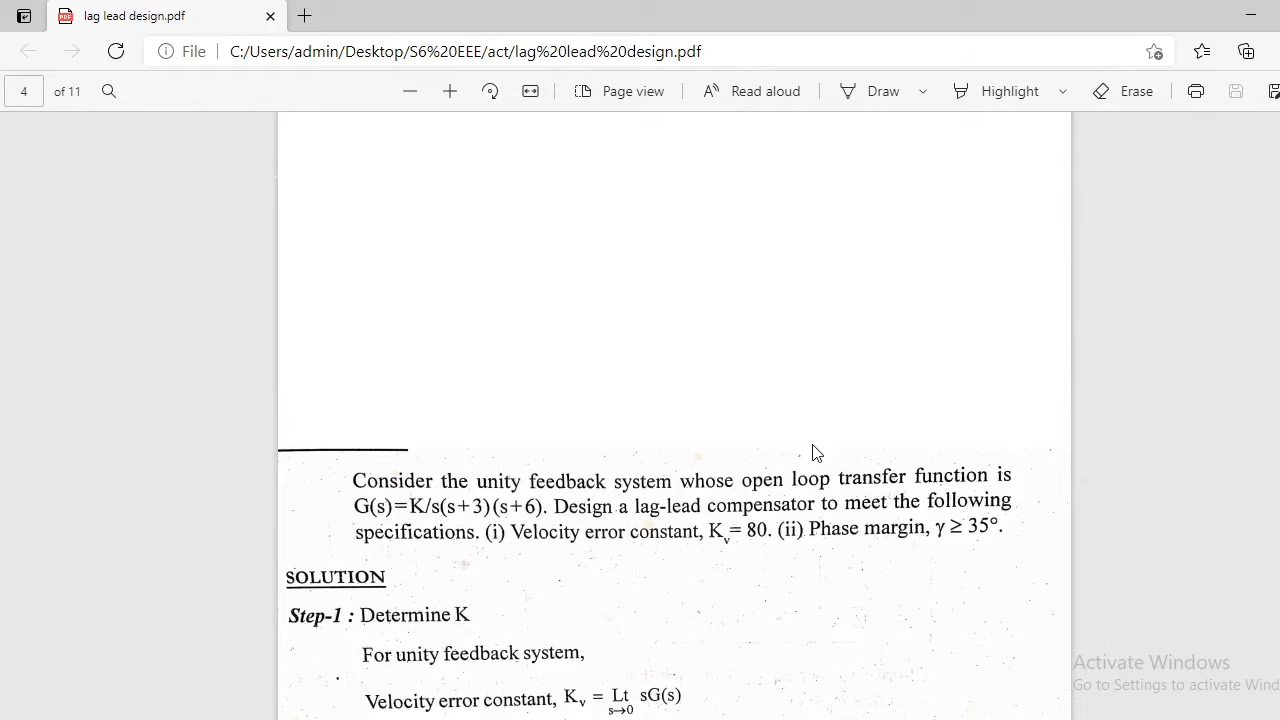 lag lead design.pdf
File C:/Users/admin/Desktop/S6%20EEE/act/lag%20lead%20design.pdf
4 of 11 Page view Read aloud Draw Highlight Erase
Consider the unity feedback system whose open loop transfer function is
G(s)=K/s(s+3)(s+6). Design a lag-lead compensator to meet the following
specifications. (i) Velocity error constant, Kv= 80. (ii) Phase margin, γ ≥ 35°.
SOLUTION
Step-1 : Determine K
For unity feedback system,
Velocity error constant, Kv = Lt sG(s)
s→0
Activate Windows
Go to Settings to activate Wind